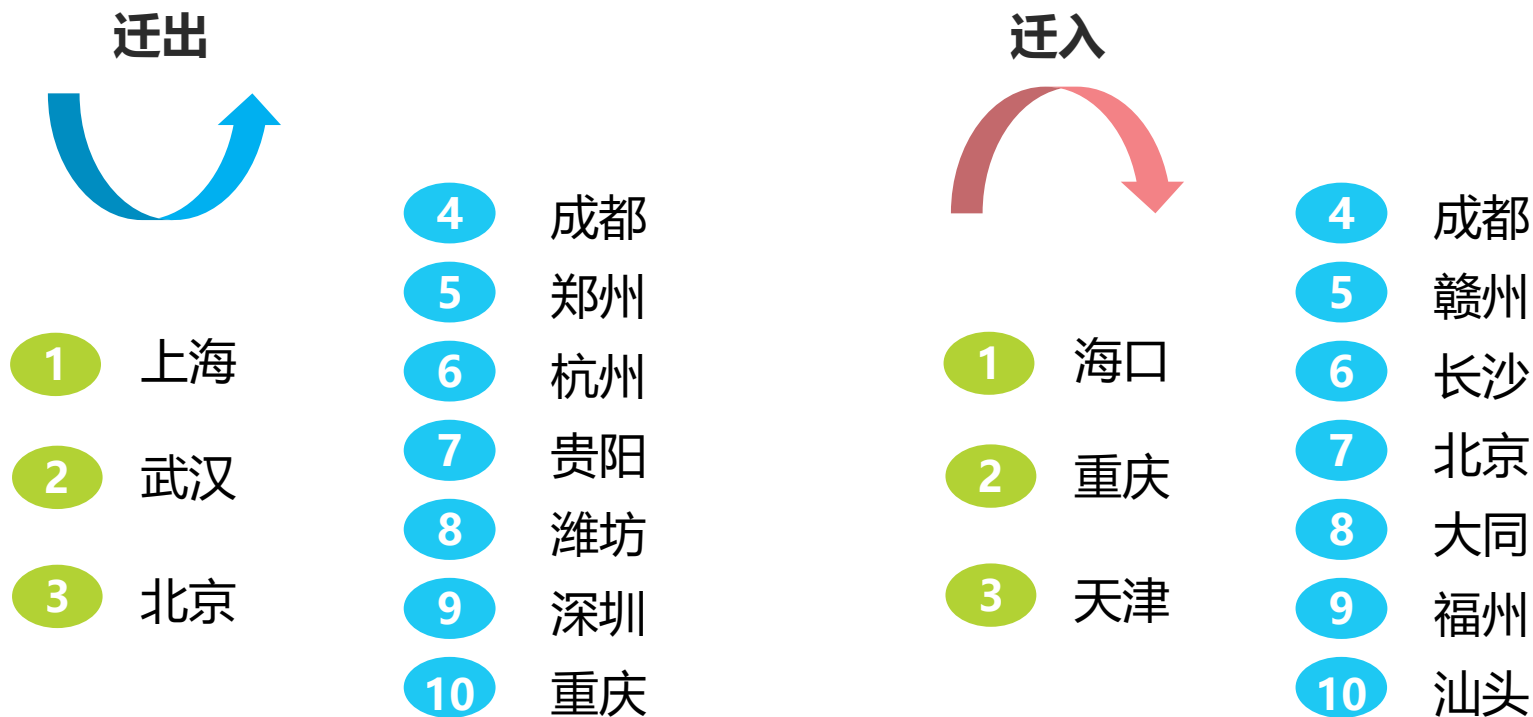 迁出
1 上海
2 武汉
3 北京
4 成都
5 郑州
6 杭州
7 贵阳
8 潍坊
9 深圳
10 重庆
迁入
1 海口
2 重庆
3 天津
4 成都
5 赣州
6 长沙
7 北京
8 大同
9 福州
10 汕头